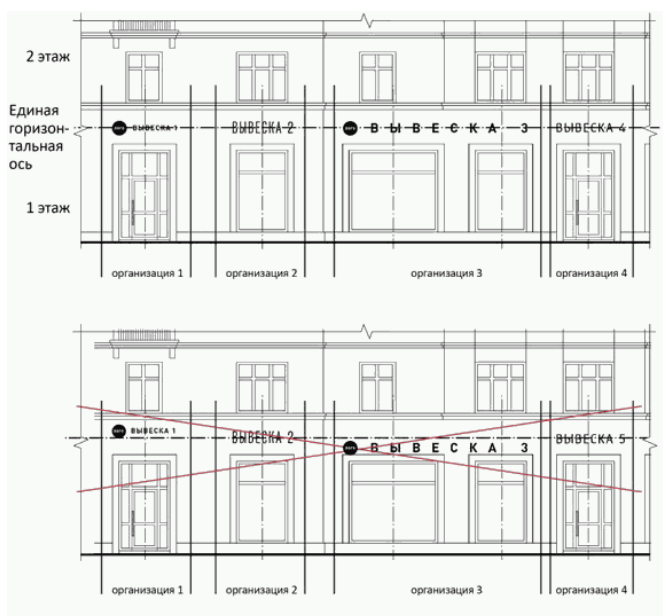 2 этаж
Единая
горизон-
тальная
ось
ВЫВЕСКА 1
ВЫВЕСКА 2
ВЫВЕСКА 3
ВЫВЕСКА 4
1 этаж
организация 1
организация 2
организация 3
организация 4
ВЫВЕСКА 1
ВЫВЕСКА 2
ВЫВЕСКА 3
ВЫВЕСКА 5
организация 1
организация 2
организация 3
организация 4